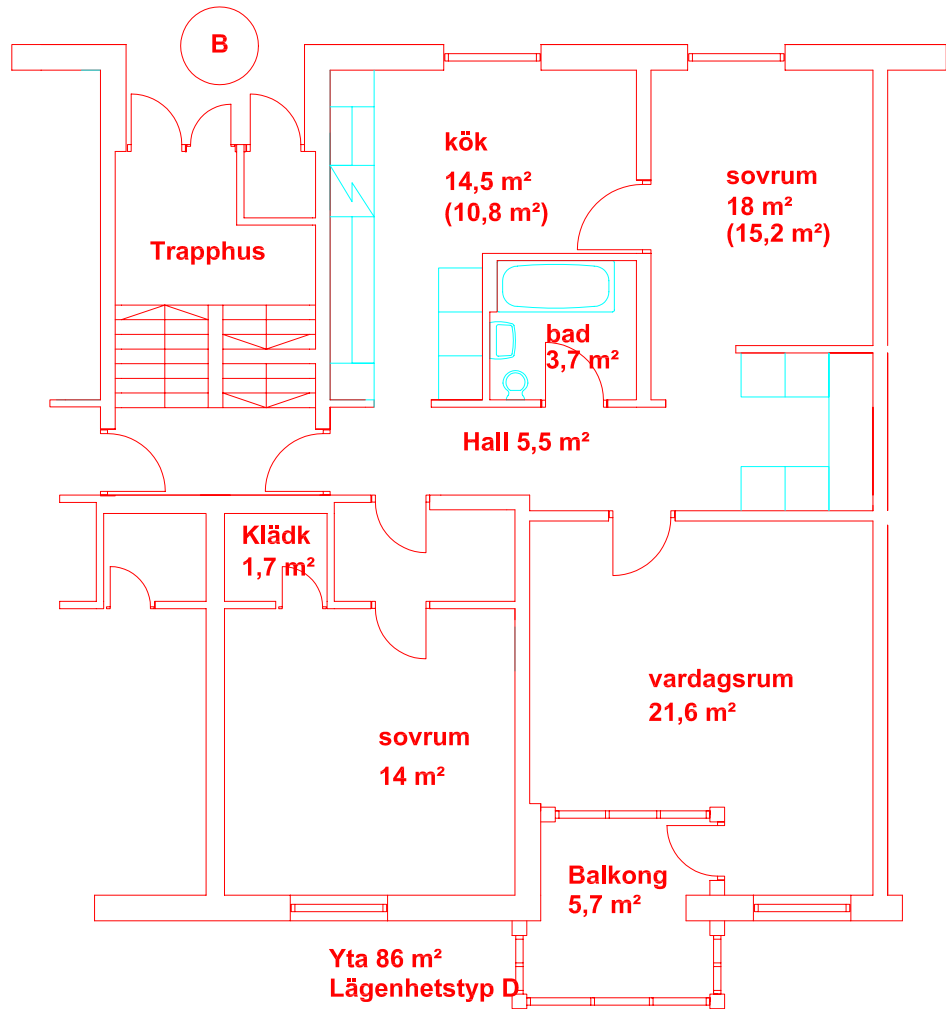 B
kök
14,5 m²
(10,8 m²)
sovrum
18 m²
(15,2 m²)
Trapphus
bad
3,7 m²
Hall 5,5 m²
Klädk
1,7 m²
vardagsrum
21,6 m²
sovrum
14 m²
Balkong
5,7 m²
Yta 86 m²
Lägenhetstyp D